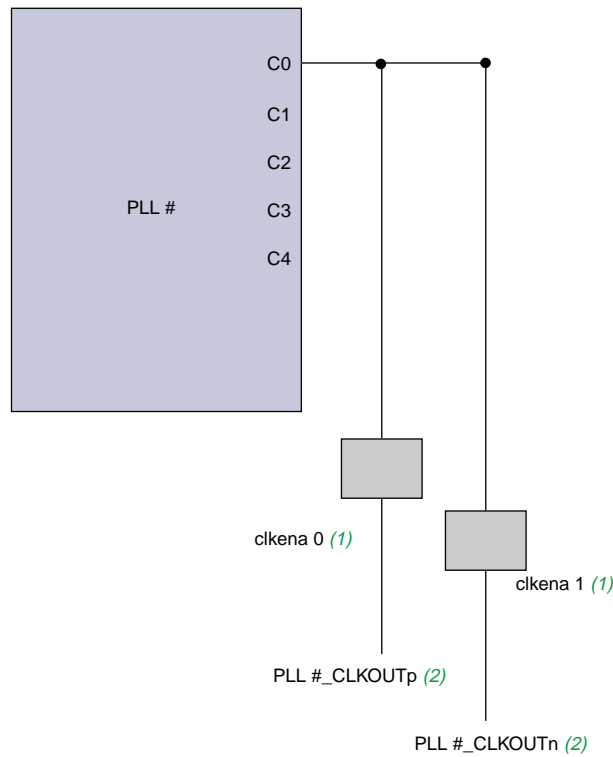 C0
C1
C2
PLL #
C3
C4
clkena 0 (1)
clkena 1 (1)
PLL #_CLKOUTp (2)
PLL #_CLKOUTn (2)